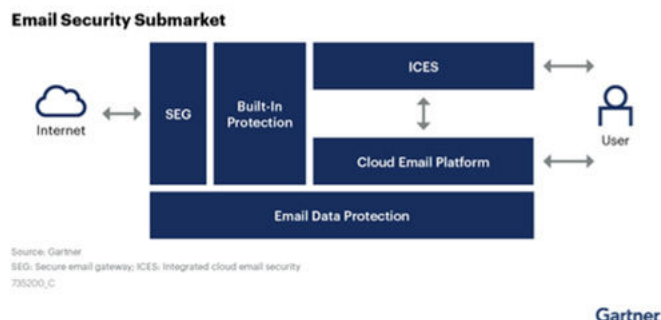 Email Security Submarket
ICES
Internet
SEG
Built-In
Protection
User
Cloud Email Platform
Email Data Protection
Source: Gartner
SEG: Secure email gateway; ICES: Integrated cloud email security
735200_C
Gartner